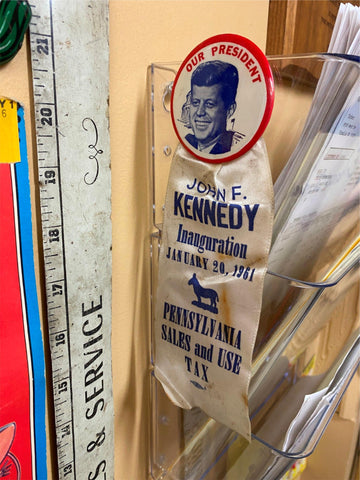 OUR PRESIDENT
JOHN F.
KENNEDY
Inauguration
JANUARY 20, 1961
PENNSYLVANIA
SALES and USE
TAX
21
20
19
18
17
16
15
14
13
S & SERVICE